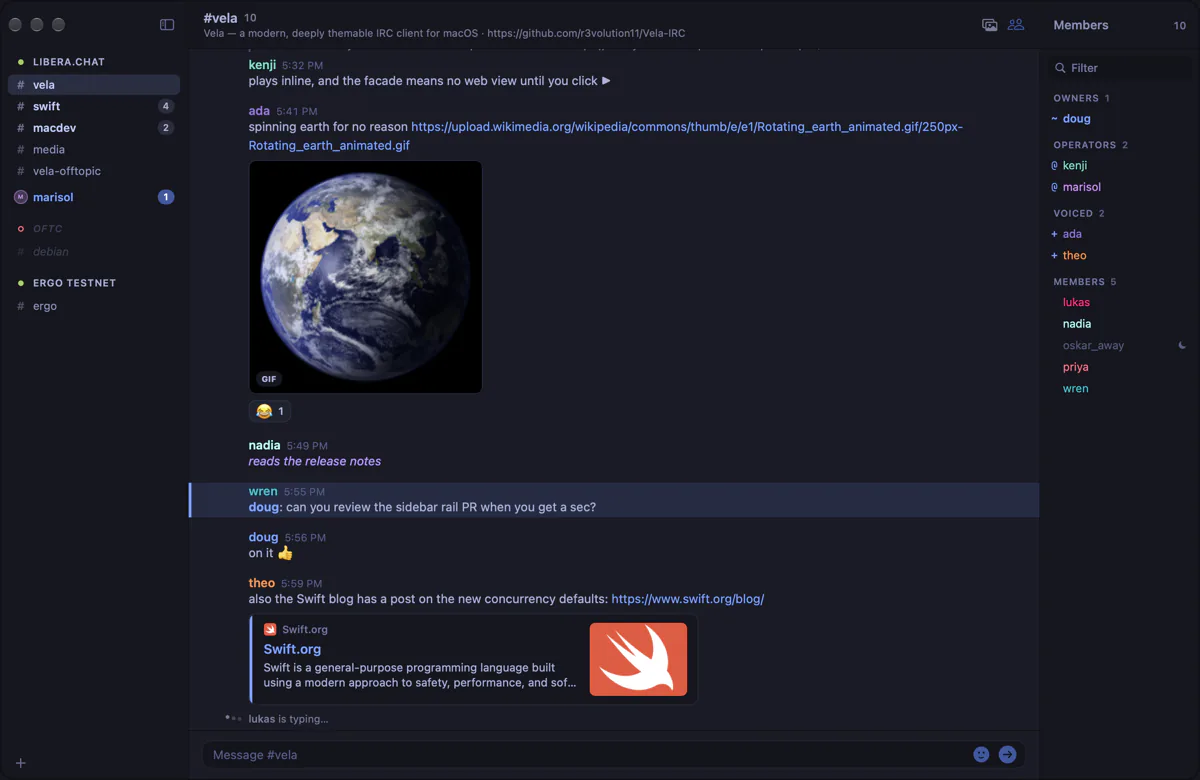 LIBERA.CHAT
# vela
# swift 4
# macdev 2
# media
# vela-offtopic
M marisol 1
OFTC
# debian
ERGO TESTNET
# ergo
+
#vela 10
Vela — a modern, deeply themable IRC client for macOS · https://github.com/r3volution11/Vela-IRC
kenji 5:32 PM
plays inline, and the facade means no web view until you click ▶
ada 5:41 PM
spinning earth for no reason https://upload.wikimedia.org/wikipedia/commons/thumb/e/e1/Rotating_earth_animated.gif/250px-
Rotating_earth_animated.gif
GIF
😂 1
nadia 5:49 PM
reads the release notes
wren 5:55 PM
doug: can you review the sidebar rail PR when you get a sec?
doug 5:56 PM
on it 👍
theo 5:59 PM
also the Swift blog has a post on the new concurrency defaults: https://www.swift.org/blog/
Swift.org
Swift.org
Swift is a general-purpose programming language built
using a modern approach to safety, performance, and sof...
lukas is typing...
Message #vela
Members 10
Filter
OWNERS 1
~ doug
OPERATORS 2
@ kenji
@ marisol
VOICED 2
+ ada
+ theo
MEMBERS 5
lukas
nadia
oskar_away
priya
wren